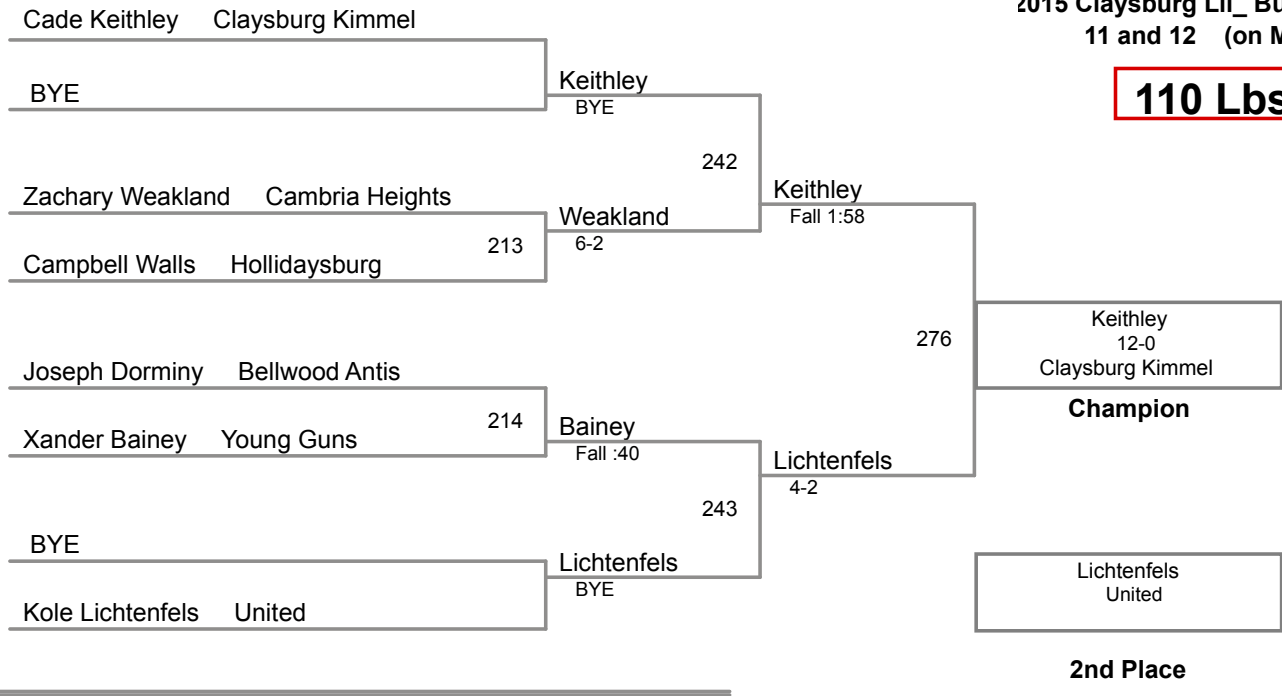 Cade Keithley Claysburg Kimmel
BYE
Zachary Weakland Cambria Heights
Campbell Walls Hollidaysburg
213
Joseph Dorminy Bellwood Antis
Xander Bainey Young Guns
214
BYE
Kole Lichtenfels United
Keithley
BYE
Weakland
6-2
242
Bainey
Fall :40
Lichtenfels
BYE
243
Keithley
Fall 1:58
Lichtenfels
4-2
276
2015 Claysburg Lil_
11 and 12 (on
110 Lbs
Keithley
12-0
Claysburg Kimmel
Champion
Lichtenfels
United
2nd Place